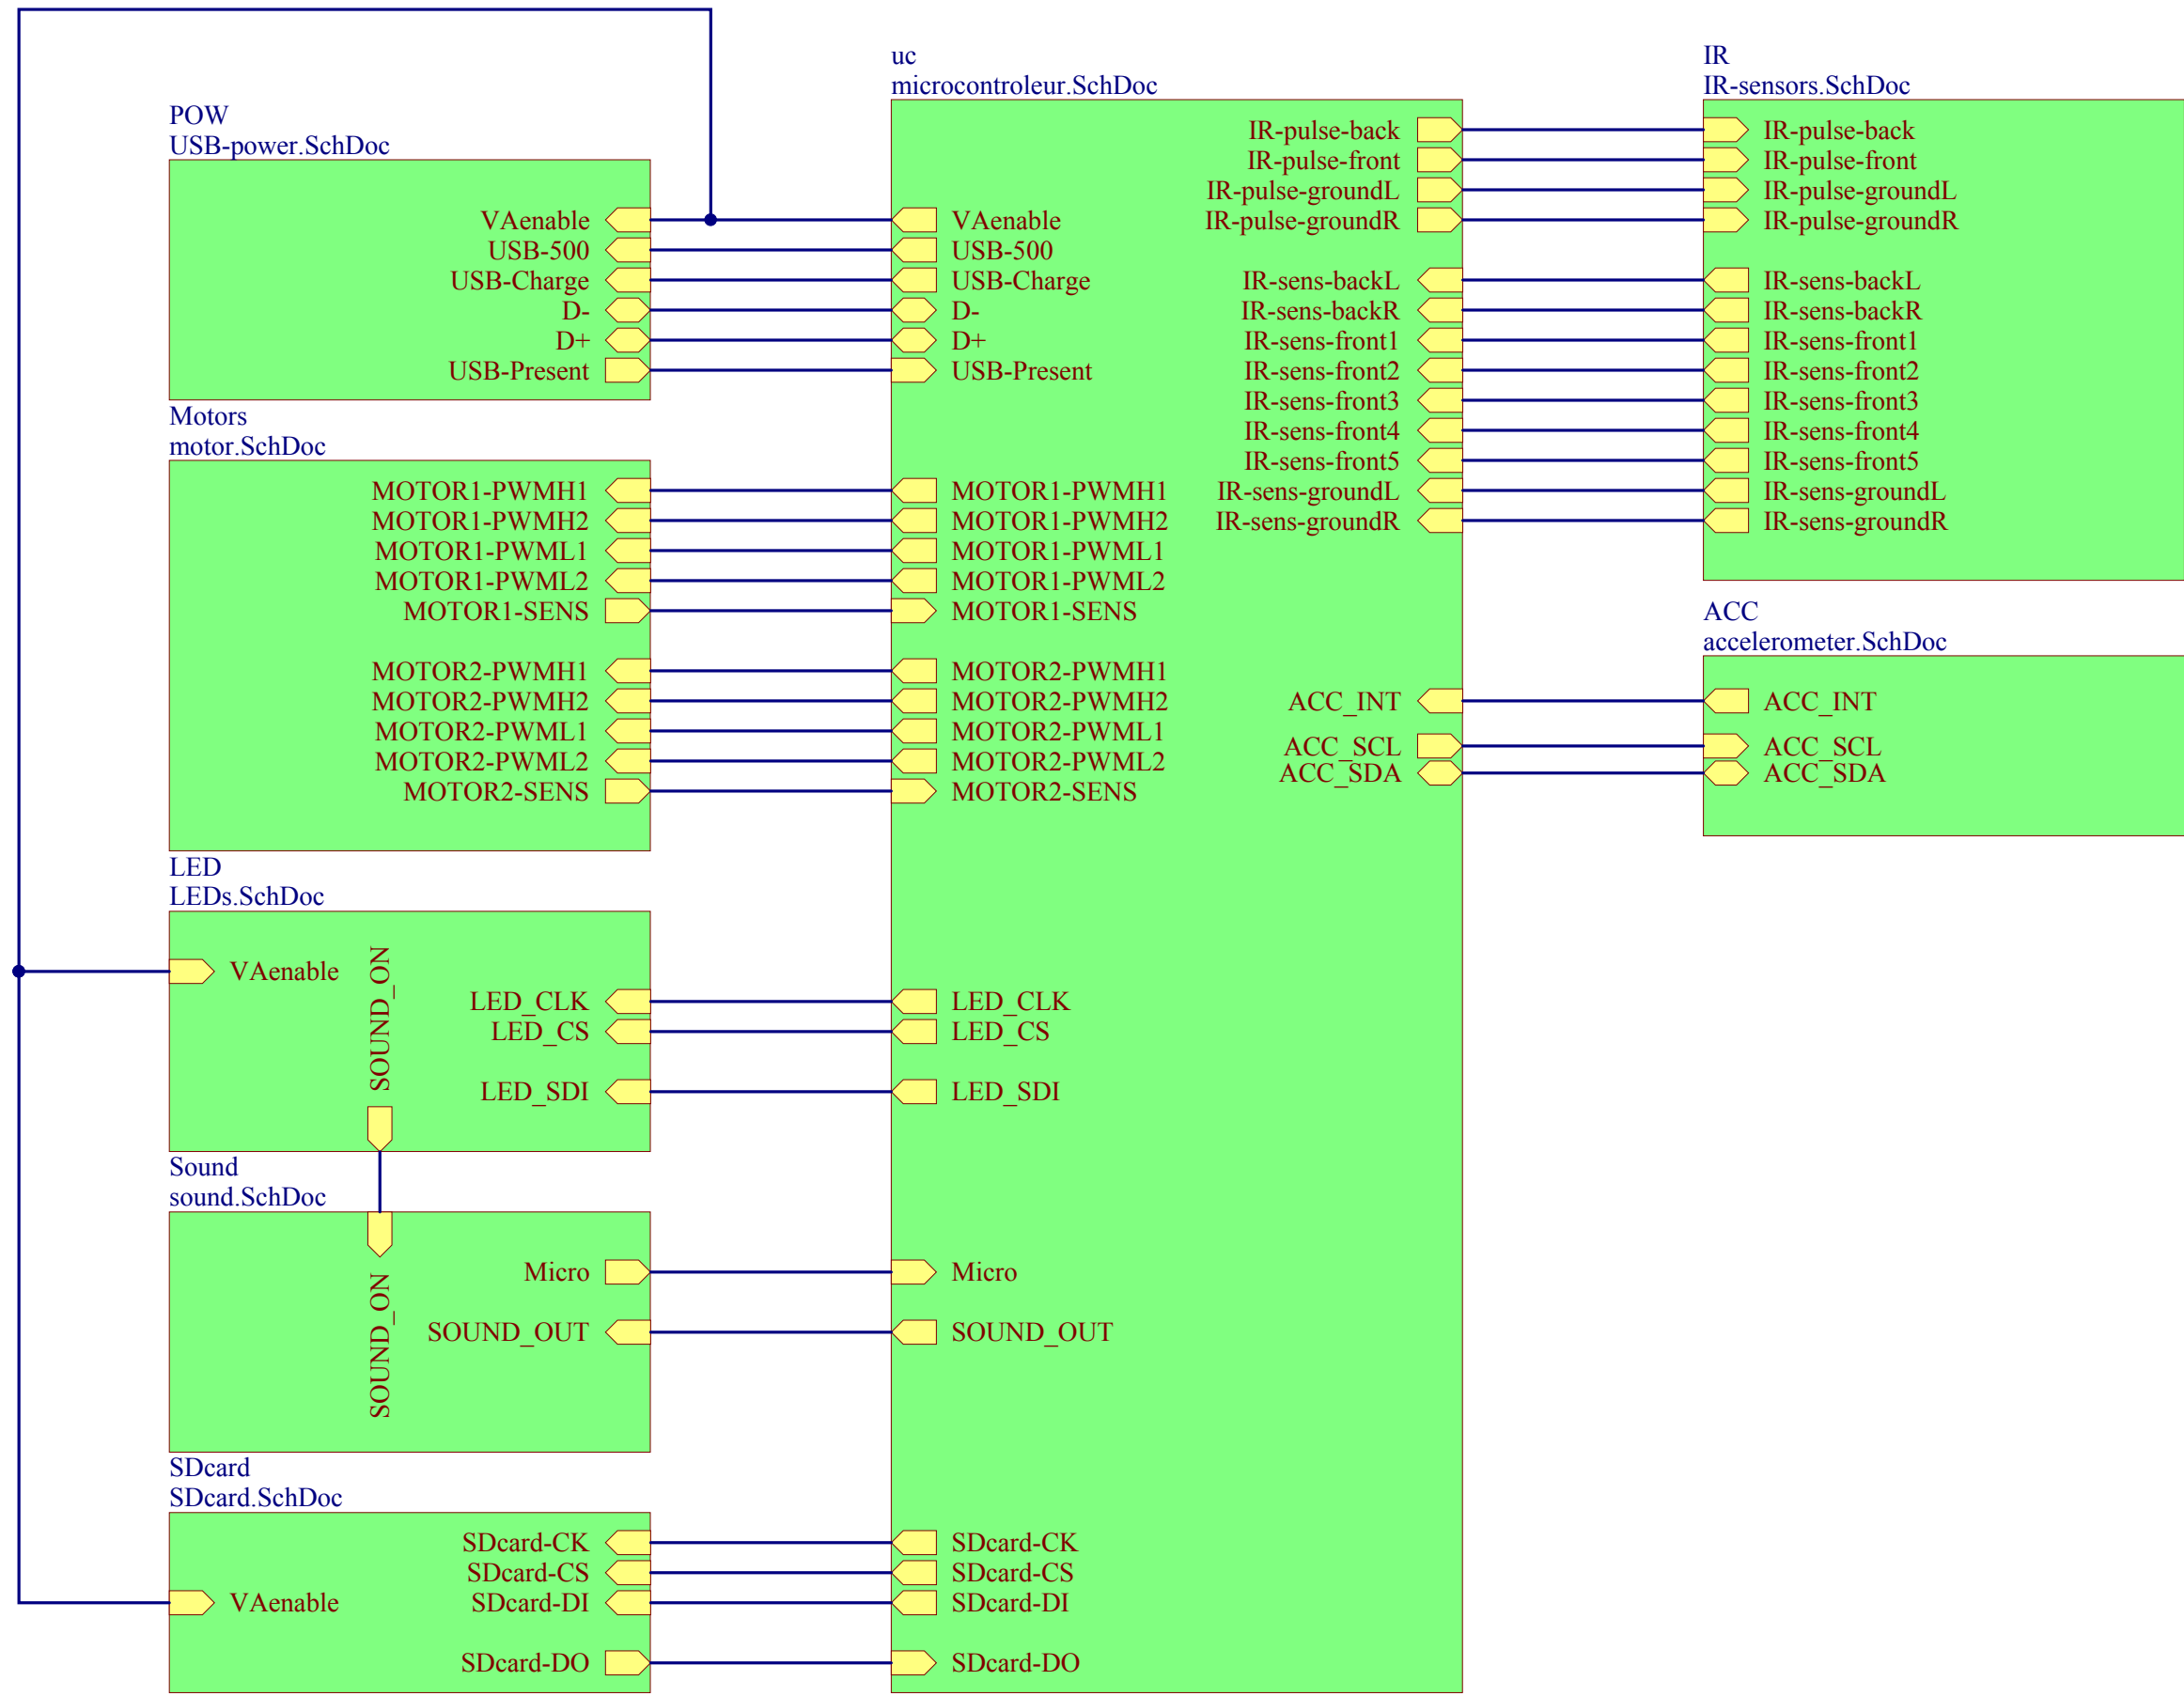 POW
USB-power.SchDoc
VAenable
USB-500
USB-Charge
D-
D+
USB-Present
Motors
motor.SchDoc
MOTOR1-PWMH1
MOTOR1-PWMH2
MOTOR1-PWML1
MOTOR1-PWML2
MOTOR1-SENS
MOTOR2-PWMH1
MOTOR2-PWMH2
MOTOR2-PWML1
MOTOR2-PWML2
MOTOR2-SENS
LED
LEDs.SchDoc
VAenable
SOUND_ON
LED_CLK
LED_CS
LED_SDI
Sound
sound.SchDoc
SOUND_ON
Micro
SOUND_OUT
SDcard
SDcard.SchDoc
VAenable
SDcard-CK
SDcard-CS
SDcard-DI
SDcard-DO
uc
microcontroleur.SchDoc
VAenable
USB-500
USB-Charge
D-
D+
USB-Present
MOTOR1-PWMH1
MOTOR1-PWMH2
MOTOR1-PWML1
MOTOR1-PWML2
MOTOR1-SENS
MOTOR2-PWMH1
MOTOR2-PWMH2
MOTOR2-PWML1
MOTOR2-PWML2
MOTOR2-SENS
LED_CLK
LED_CS
LED_SDI
Micro
SOUND_OUT
SDcard-CK
SDcard-CS
SDcard-DI
SDcard-DO
IR-pulse-back
IR-pulse-front
IR-pulse-groundL
IR-pulse-groundR
IR-sens-backL
IR-sens-backR
IR-sens-front1
IR-sens-front2
IR-sens-front3
IR-sens-front4
IR-sens-front5
IR-sens-groundL
IR-sens-groundR
ACC_INT
ACC_SCL
ACC_SDA
IR
IR-sensors.SchDoc
IR-pulse-back
IR-pulse-front
IR-pulse-groundL
IR-pulse-groundR
IR-sens-backL
IR-sens-backR
IR-sens-front1
IR-sens-front2
IR-sens-front3
IR-sens-front4
IR-sens-front5
IR-sens-groundL
IR-sens-groundR
ACC
accelerometer.SchDoc
ACC_INT
ACC_SCL
ACC_SDA